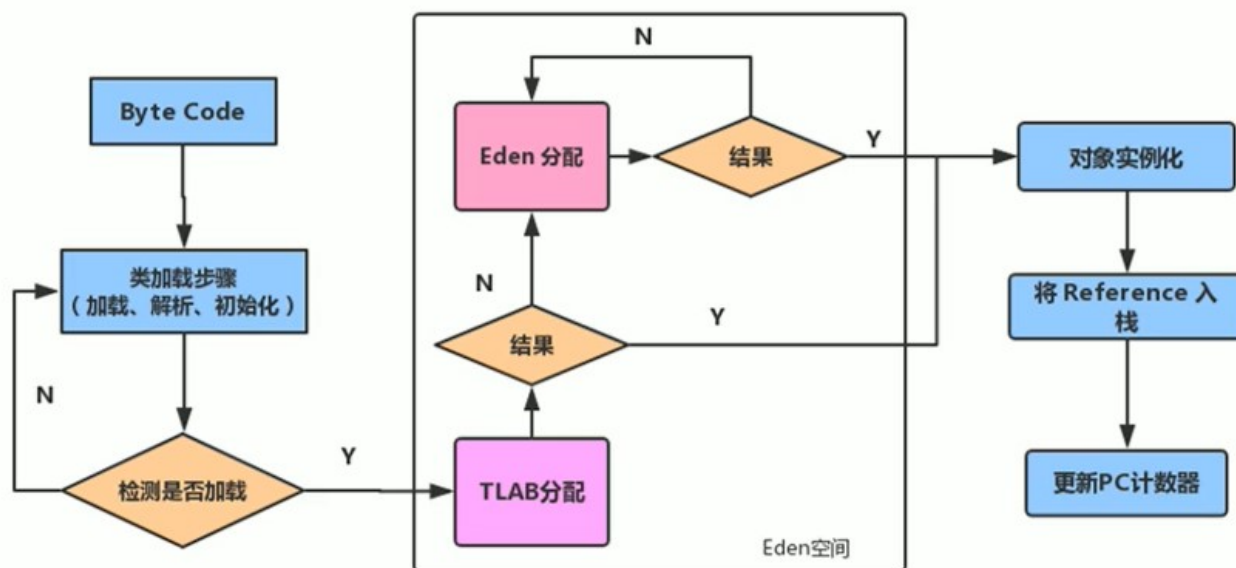 Byte Code
类加载步骤
（ 加载、解析、初始化 ）
N
检测是否加载
Y
N
Eden 分配
结果
Y
N
结果
Y
TLAB分配
Eden空间
对象实例化
将 Reference 入
栈
更新PC计数器